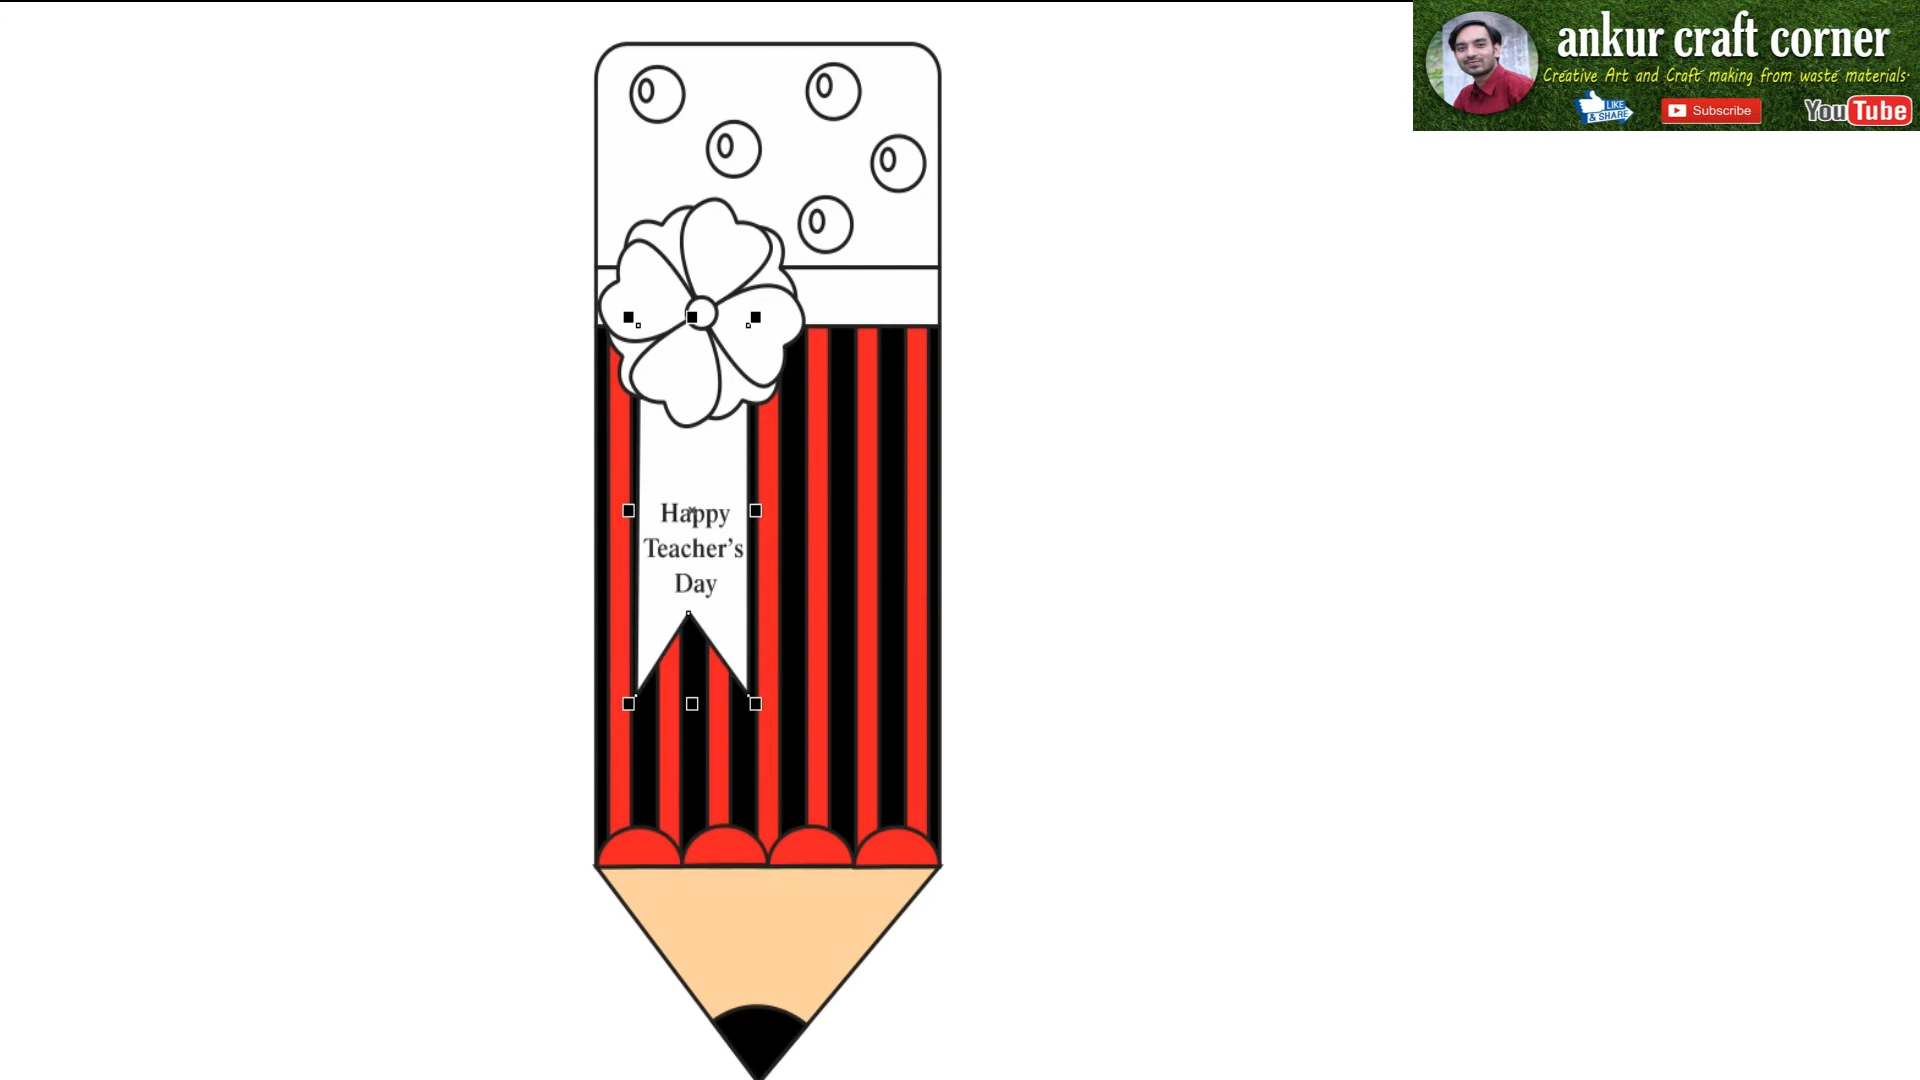 ankur craft corner
Creative Art and Craft making from waste materials.
LIKE
& SHARE
Subscribe
YouTube
Happy
Teacher's
Day